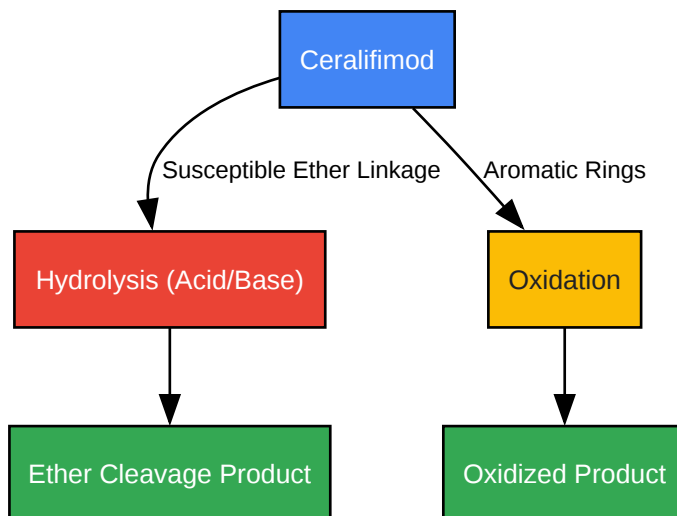 Ceralifimod
Susceptible Ether Linkage
Aromatic Rings
Hydrolysis (Acid/Base)
Oxidation
Ether Cleavage Product
Oxidized Product